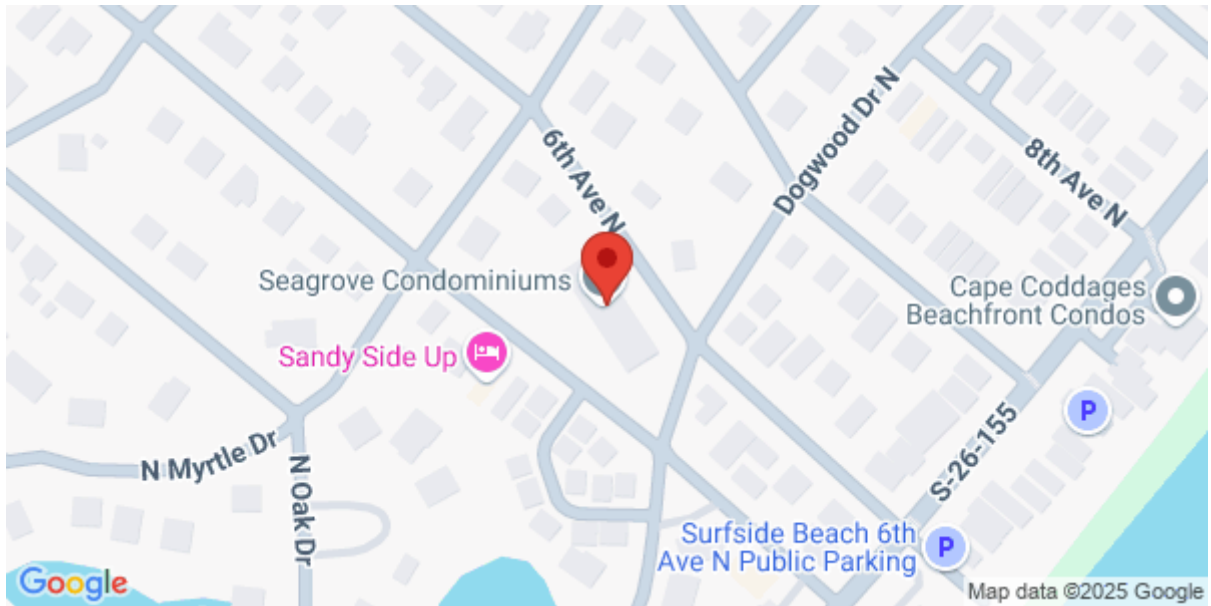 6th Ave N
Dogwood Dr N
8th Ave N
Seagrove Condominiums
Cape Coddages
Beachfront Condos
Sandy Side Up
P
S-26-155
N Myrtle Dr
N Oak Dr
Surfside Beach 6th
Ave N Public Parking
P
Google
Map data ©2025 Google